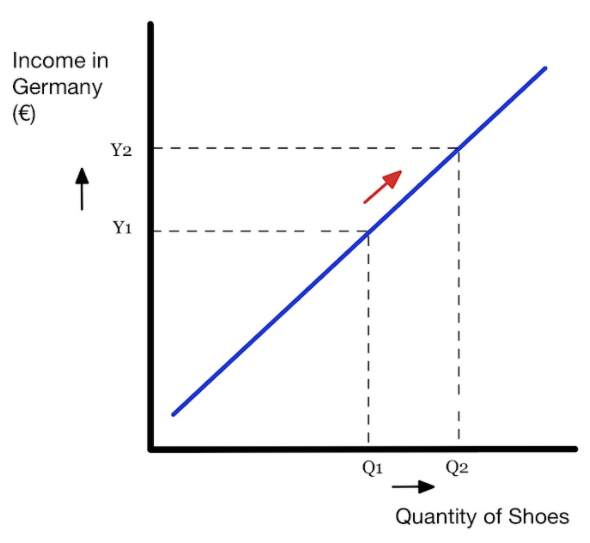 Income in
Germany
(€)
Y2
Y1
Q1 Q2
Quantity of Shoes